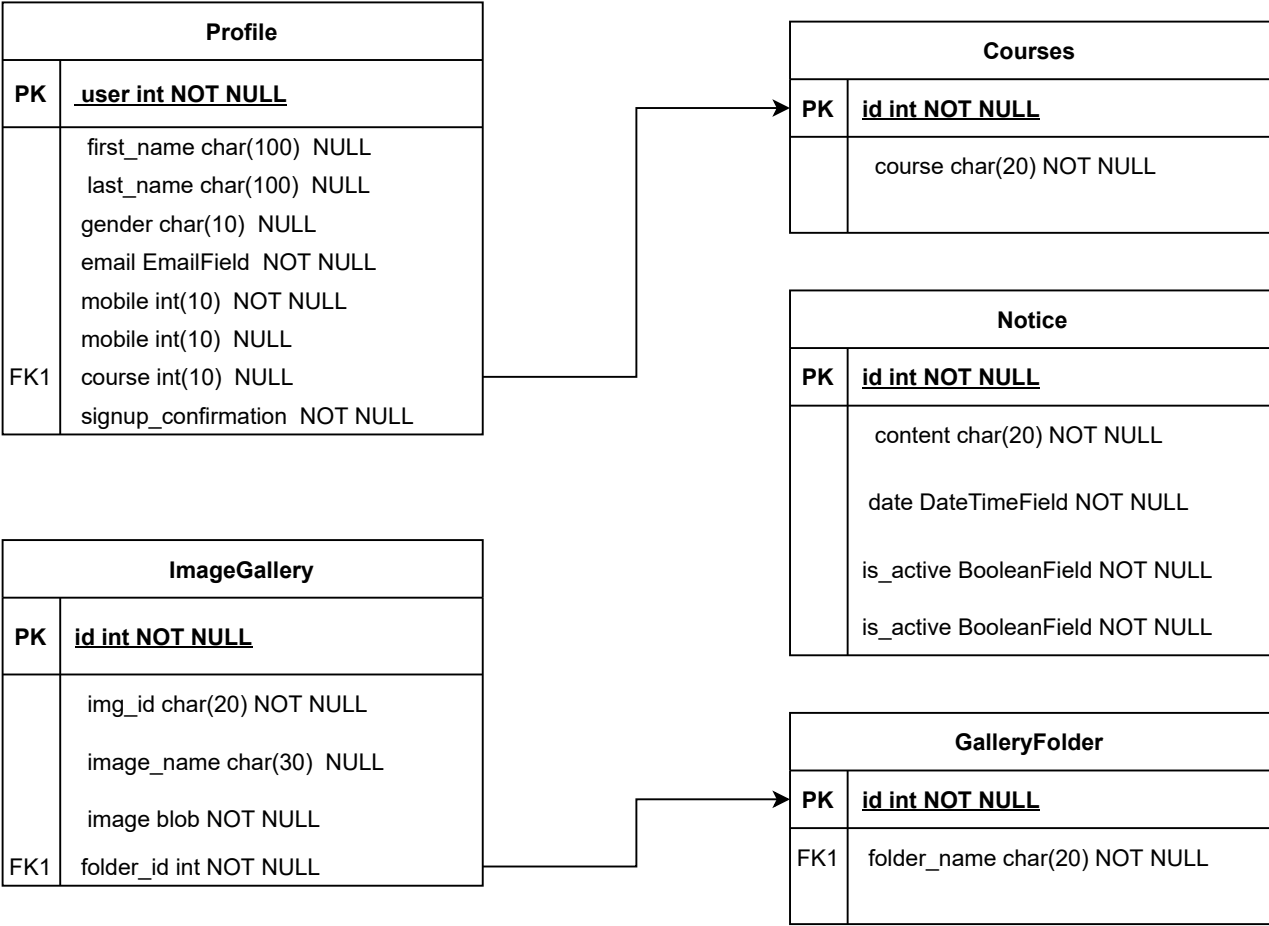 Profile
PK user int NOT NULL
first_name char(100) NULL
last_name char(100) NULL
gender char(10) NULL
email EmailField NOT NULL
mobile int(10) NOT NULL
mobile int(10) NULL
FK1 course int(10) NULL
signup_confirmation NOT NULL
Courses
PK id int NOT NULL
course char(20) NOT NULL
Notice
PK id int NOT NULL
content char(20) NOT NULL
date DateTimeField NOT NULL
is_active BooleanField NOT NULL
is_active BooleanField NOT NULL
ImageGallery
PK id int NOT NULL
img_id char(20) NOT NULL
image_name char(30) NULL
image blob NOT NULL
FK1 folder_id int NOT NULL
GalleryFolder
PK id int NOT NULL
FK1 folder_name char(20) NOT NULL